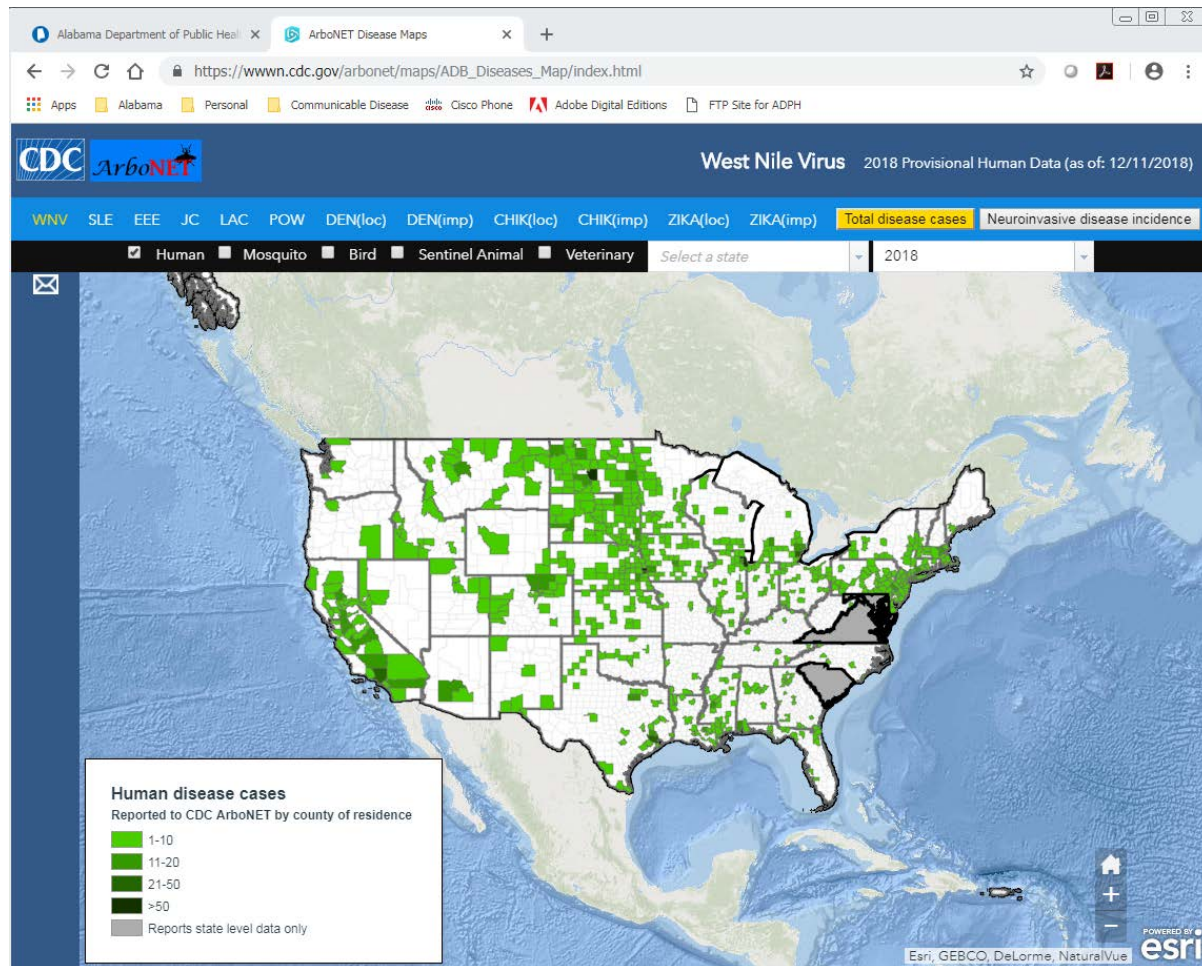 Alabama Department of Public Heal
ArboNET Disease Maps
https://wwwn.cdc.gov/arbonet/maps/ADB_Diseases_Map/index.html
Apps Alabama Personal Communicable Disease cisco Cisco Phone Adobe Digital Editions FTP Site for ADPH
CDC ArboNET West Nile Virus 2018 Provisional Human Data (as of: 12/11/2018)
WNV SLE EEE JC LAC POW DEN(loc) DEN(imp) CHIK(loc) CHIK(imp) ZIKA(loc) ZIKA(imp) Total disease cases Neuroinvasive disease incidence
Human Mosquito Bird Sentinel Animal Veterinary Select a state 2018
Human disease cases
Reported to CDC ArboNET by county of residence
1-10
11-20
21-50
>50
Reports state level data only
POWERED BY
esri
Esri, GEBCO, DeLorme, NaturalVue